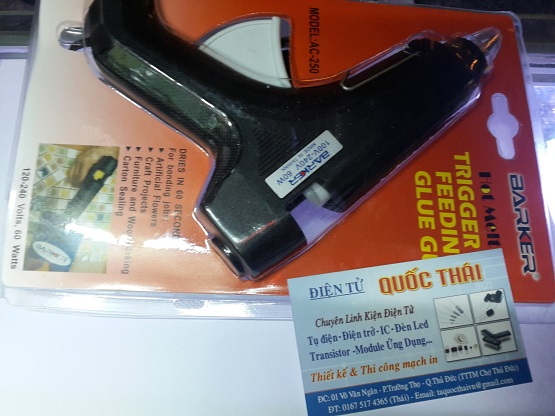 MODEL:AC-250
BARKER
Hot Melt
TRIGGER
FEEDING
GLUE G
BARKER
100V-240V 60W
DRIES IN 60 SECON
For bonding jobs
▸ Artificial Flowers
▸ Craft Projects
▸ Furniture and Wood
▸ Carton Sealing
120-240 Volts, 60 Watts
ĐIỆN TỬ QUỐC THÁI
Chuyên Linh Kiện Điện Tử
Tụ điện-Điện trở-IC-Đèn Led
Transistor -Module Ứng Dụng...
Thiết kế & Thi công mạch in
ĐC: 01 Võ Văn Ngân - P.Trường Thọ - Q Thủ Đức (TTTM Chợ Thủ Đức)
ĐT: 0167 517 4365 (Thái) - Email: taquocthaivn@gmail.com